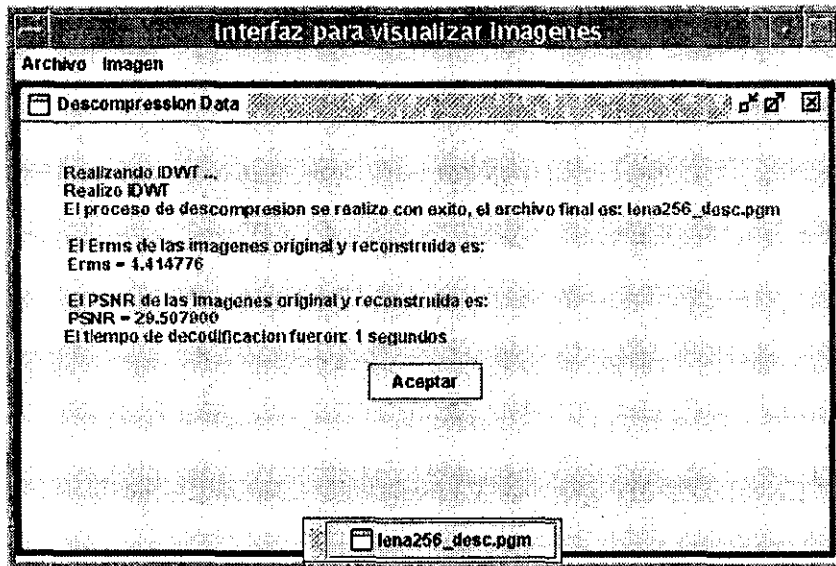 Interfaz para visualizar Imagenes
Archivo Imagen
Descompression Data
Realizando IDWT ...
Realizo IDWT
El proceso de descompresion se realizo con exito, el archivo final es: lena256_desc.pgm
El Erms de las imagenes original y reconstruida es:
Erms = 4.414776
El PSNR de las imagenes original y reconstruida es:
PSNR =
El tiempo de decodificacion fueron: 1 segundos
Aceptar
lena256_desc.pgm